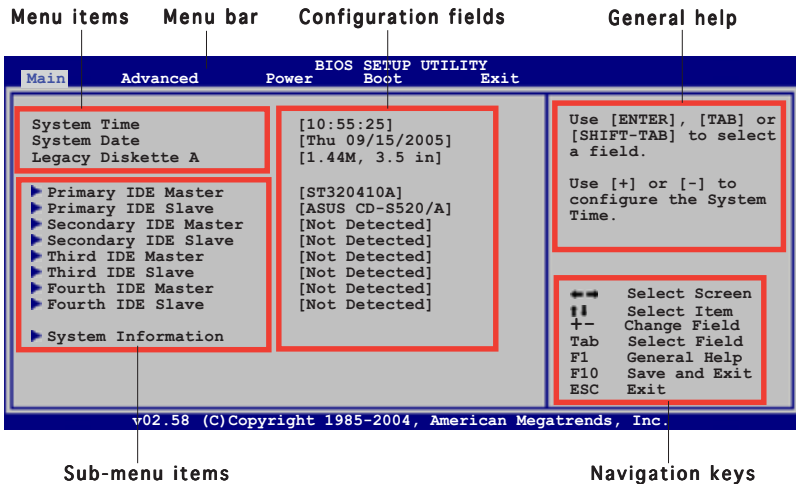 Menu items Menu bar Configuration fields General help
BIOS SETUP UTILITY
Main Advanced Power Boot Exit
System Time [10:55:25]
System Date [Thu 09/15/2005]
Legacy Diskette A [1.44M, 3.5 in]
Primary IDE Master [ST320410A]
Primary IDE Slave [ASUS CD-S520/A]
Secondary IDE Master [Not Detected]
Secondary IDE Slave [Not Detected]
Third IDE Master [Not Detected]
Third IDE Slave [Not Detected]
Fourth IDE Master [Not Detected]
Fourth IDE Slave [Not Detected]
System Information
Use [ENTER], [TAB] or
[SHIFT-TAB] to select
a field.
Use [+] or [-] to
configure the System
Time.
Select Screen
Select Item
+- Change Field
Tab Select Field
F1 General Help
F10 Save and Exit
ESC Exit
v02.58 (C)Copyright 1985-2004, American Megatrends, Inc.
Sub-menu items Navigation keys